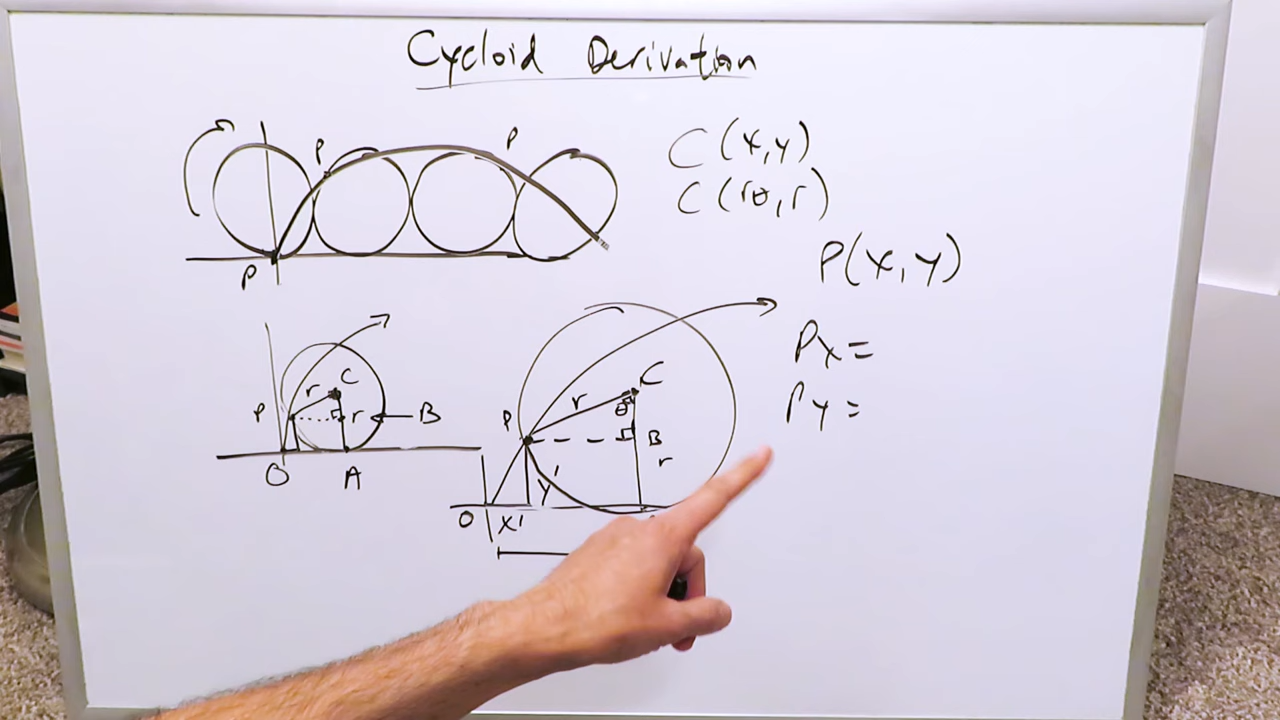 Cycloid Derivation
P
P
P
C (x,y)
C (rθ,r)
P(x,y)
Px=
Py=
P
r
C
r
B
O
A
P
r
C
θ
B
r
y'
O
x'